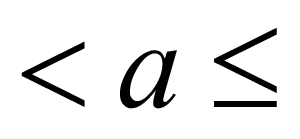 < a ≤